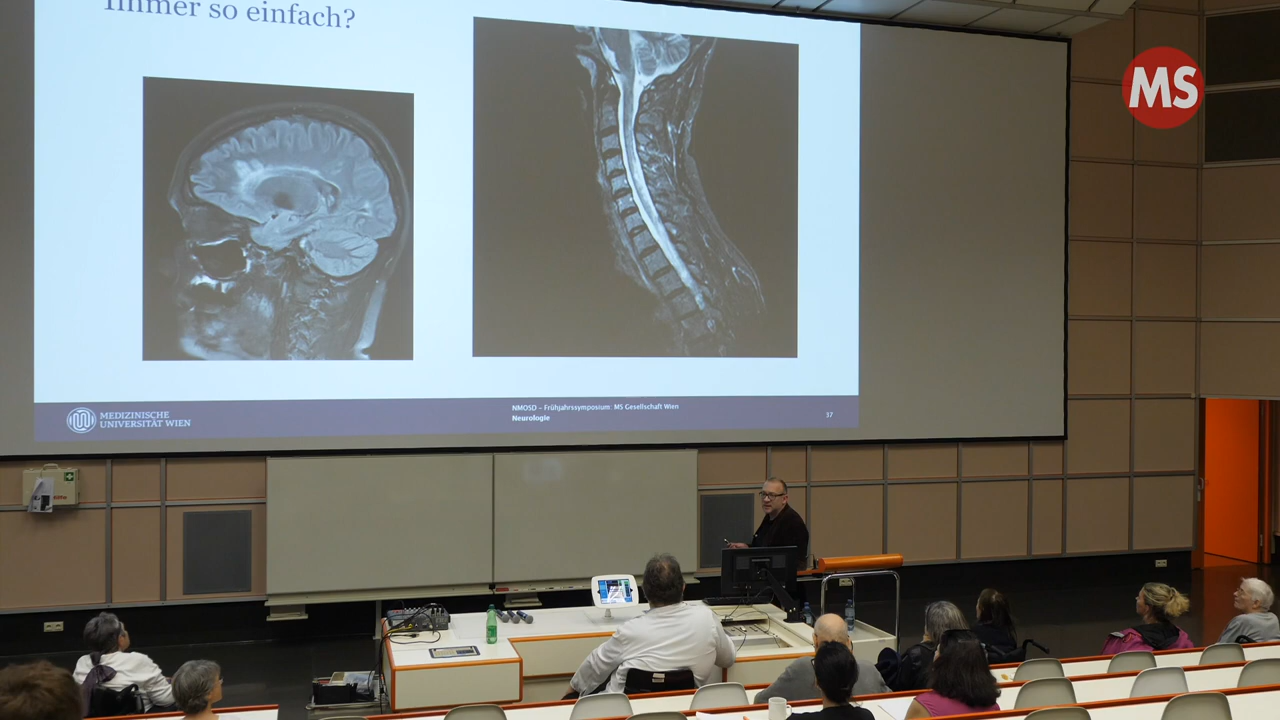 Immer so einfach?
MS
MEDIZINISCHE
UNIVERSITÄT WIEN
NMOSD – Frühjahrssymposium: MS Gesellschaft Wien
Neurologie
37